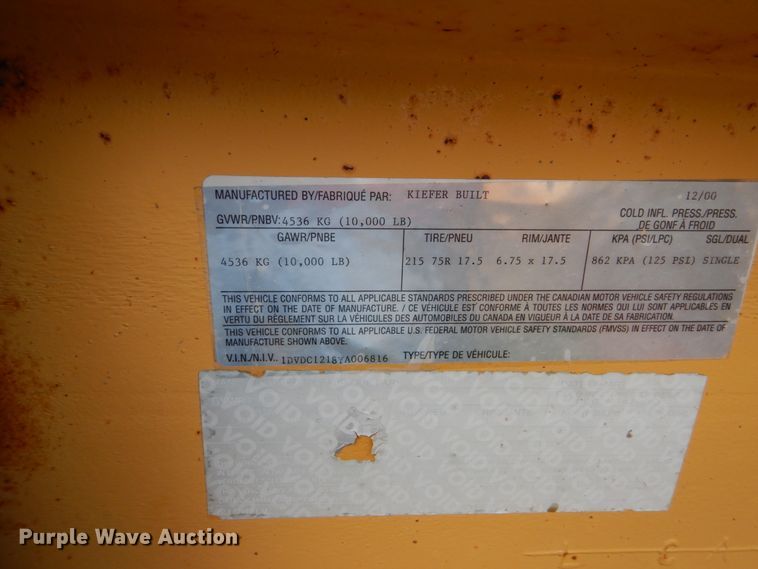 MANUFACTURED BY/FABRIQUÉ PAR: KIEFER BUILT 12/00
GVWR/PNBV: 4536 KG (10,000 LB) COLD INFL. PRESS./PRESS. DE GONF À FROID
GAWR/PNBE TIRE/PNEU RIM/JANTE KPA (PSI/LPC) SGL/DUAL
4536 KG (10,000 LB) 215 75R 17.5 6.75 x 17.5 862 KPA (125 PSI) SINGLE
THIS VEHICLE CONFORMS TO ALL APPLICABLE STANDARDS PRESCRIBED UNDER THE CANADIAN MOTOR VEHICLE SAFETY REGULATIONS
IN EFFECT ON THE DATE OF MANUFACTURE. / CE VÉHICULE EST CONFORME À TOUTES LES NORMES QUI LUI SONT APPLICABLES EN
VERTU DU RÈGLEMENT SUR LA VÉHICULES DES AUTOMOBILES DU CANADA EN VIGUEUR À LA DATE DE SA FABRICATION.
THIS VEHICLE CONFORMS TO ALL APPLICABLE U.S. FEDERAL MOTOR VEHICLE SAFETY STANDARDS (FMVSS) IN EFFECT ON THE DATE OF
MANUFACTURE SHOWN ABOVE.
V.I.N./N.I.V.: 1DVDC1218YA006816 TYPE/TYPE DE VÉHICULE:
VOID VOID VOID VOID
Purple Wave Auction